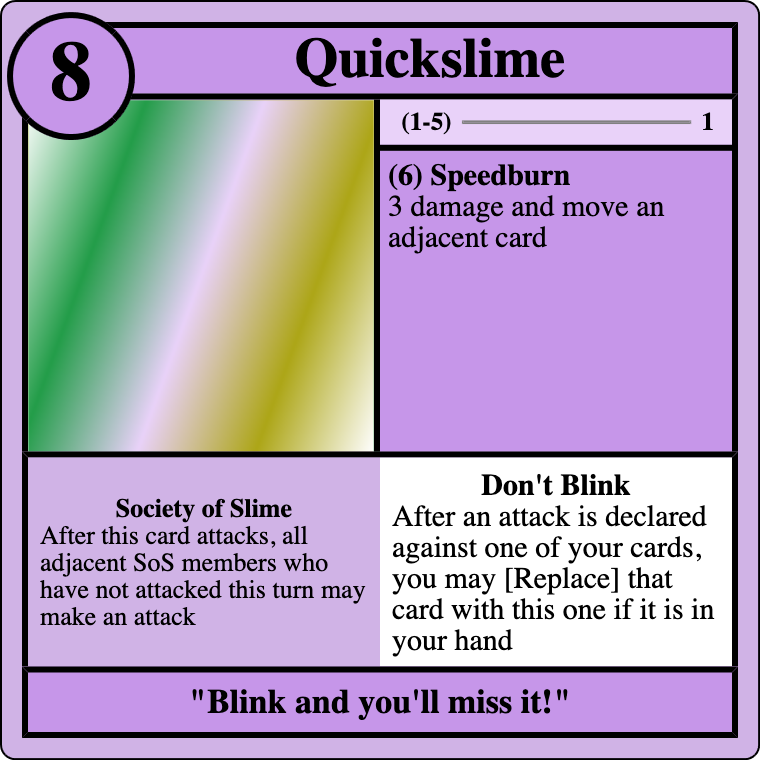 8
Quickslime
(1-5) 1
(6) Speedburn
3 damage and move an
adjacent card
Society of Slime
After this card attacks, all
adjacent SoS members who
have not attacked this turn may
make an attack
Don't Blink
After an attack is declared
against one of your cards,
you may [Replace] that
card with this one if it is in
your hand
"Blink and you'll miss it!"